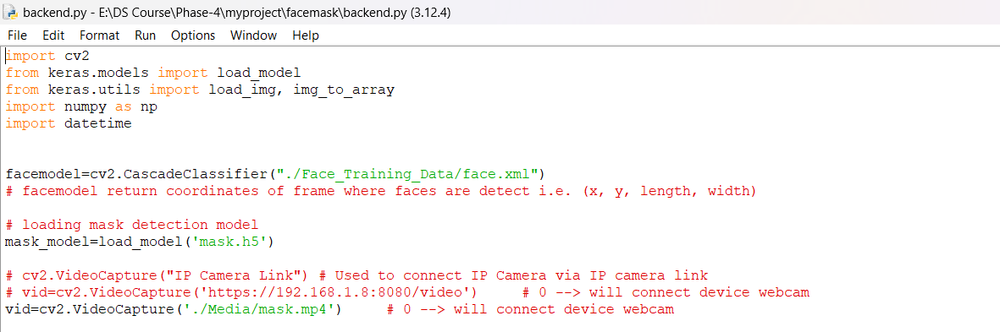 backend.py - E:\DS Course\Phase-4\myproject\facemask\backend.py (3.12.4)
File Edit Format Run Options Window Help
import cv2
from keras.models import load_model
from keras.utils import load_img, img_to_array
import numpy as np
import datetime
facemodel=cv2.CascadeClassifier("./Face_Training_Data/face.xml")
# facemodel return coordinates of frame where faces are detect i.e. (x, y, length, width)
# loading mask detection model
mask_model=load_model('mask.h5')
# cv2.VideoCapture("IP Camera Link") # Used to connect IP Camera via IP camera link
# vid=cv2.VideoCapture('https://192.168.1.8:8080/video')     # 0 --> will connect device webcam
vid=cv2.VideoCapture('./Media/mask.mp4')     # 0 --> will connect device webcam